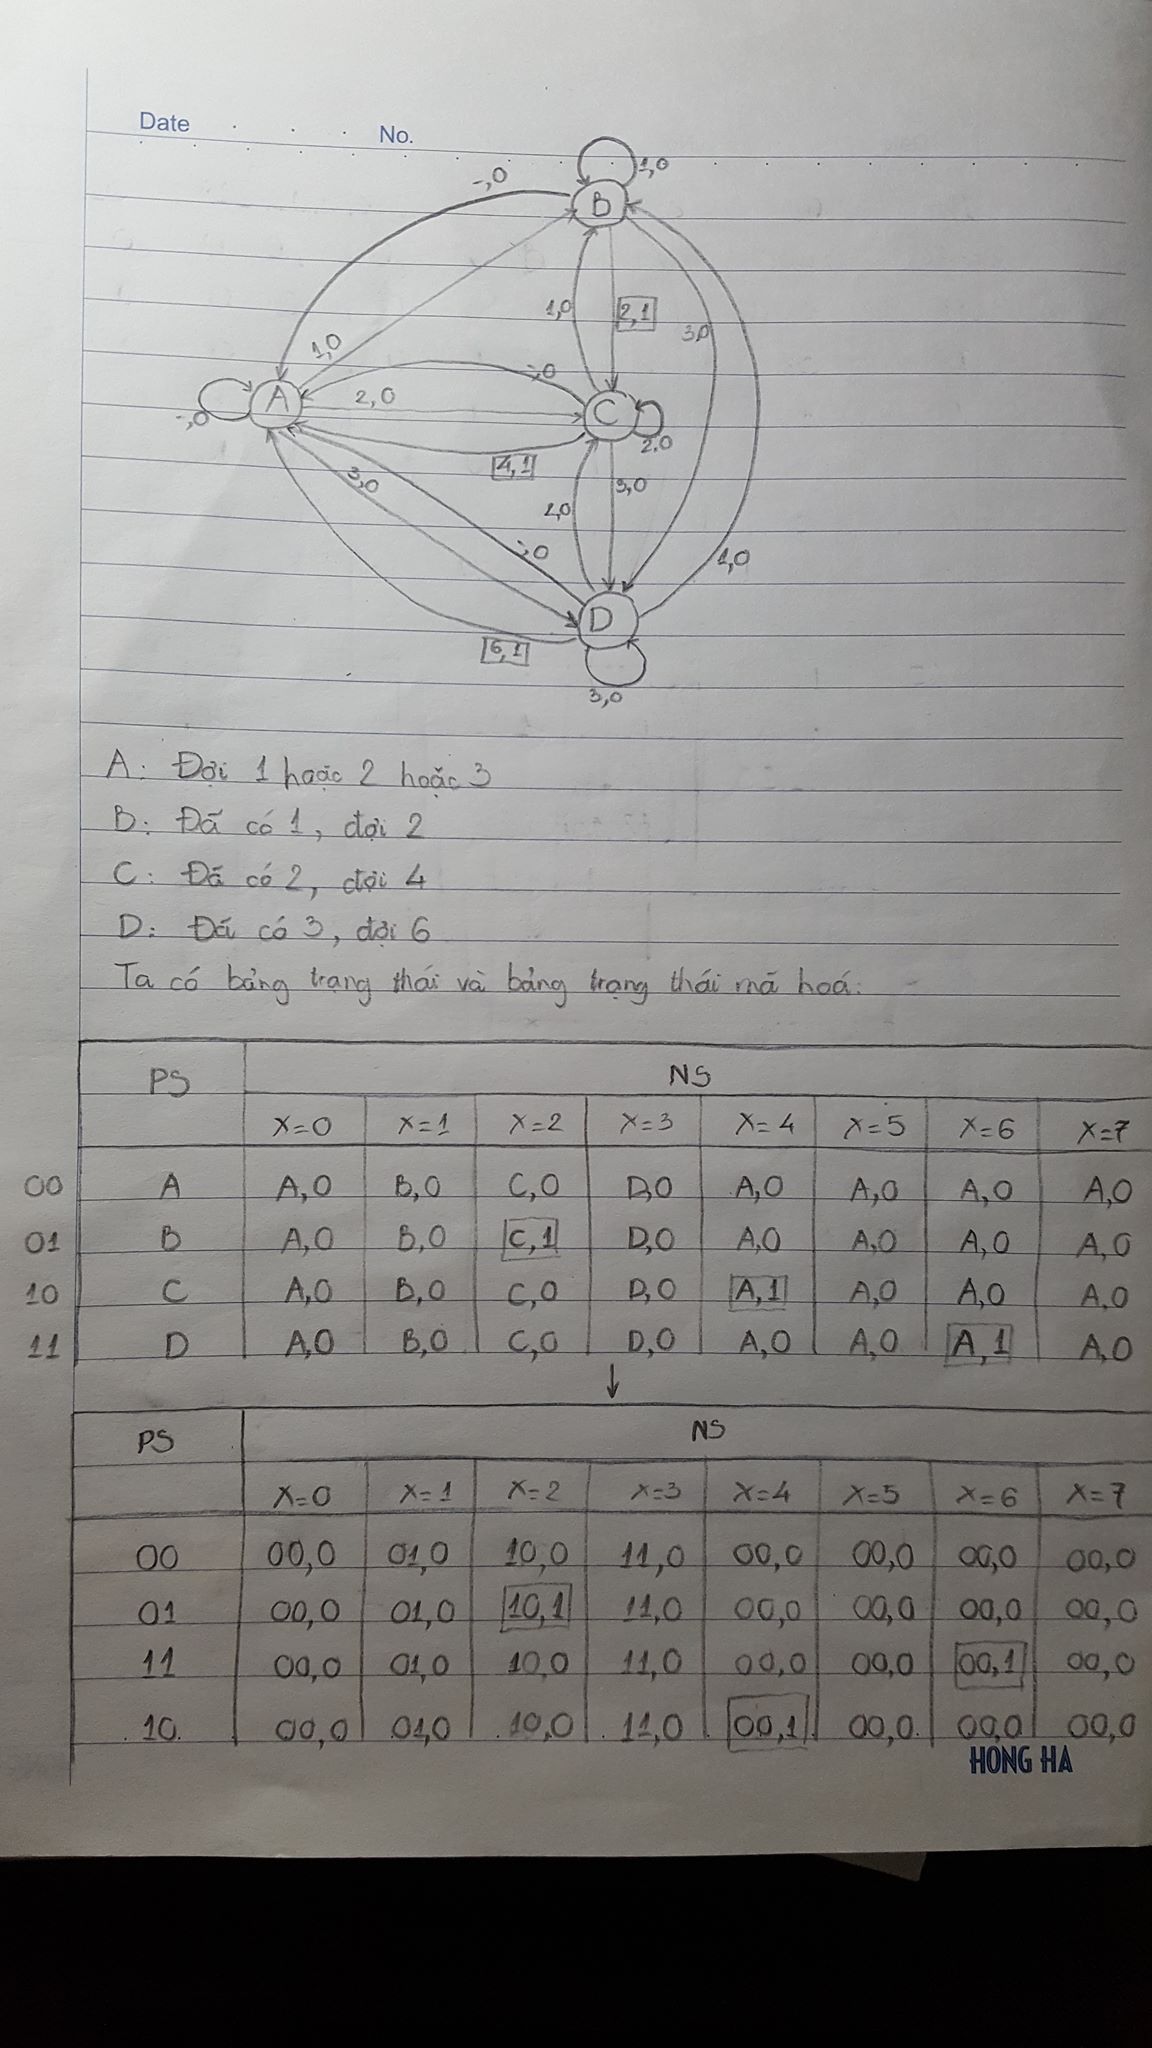 Date No.
-,0
1,0
B
1,0
1,0
2,1
3,0
-,0
A
2,0
C
-,0
2,0
4,1
3,0
3,0
2,0
-,0
1,0
D
6,1
3,0
A: Đợi 1 hoặc 2 hoặc 3
B: Đã có 1, đợi 2
C: Đã có 2, đợi 4
D: Đã có 3, đợi 6
Ta có bảng trạng thái và bảng trạng thái mã hoá:
PS NS
X=0 X=1 X=2 X=3 X=4 X=5 X=6 X=7
00 A A,0 B,0 C,0 D,0 A,0 A,0 A,0 A,0
01 B A,0 B,0 C,1 D,0 A,0 A,0 A,0 A,0
10 C A,0 B,0 C,0 D,0 A,1 A,0 A,0 A,0
11 D A,0 B,0 C,0 D,0 A,0 A,0 A,1 A,0
↓
PS NS
X=0 X=1 X=2 X=3 X=4 X=5 X=6 X=7
00 00,0 01,0 10,0 11,0 00,0 00,0 00,0 00,0
01 00,0 01,0 10,1 11,0 00,0 00,0 00,0 00,0
11 00,0 01,0 10,0 11,0 00,0 00,0 00,1 00,0
10 00,0 01,0 10,0 11,0 00,1 00,0 00,0 00,0
HONG HA